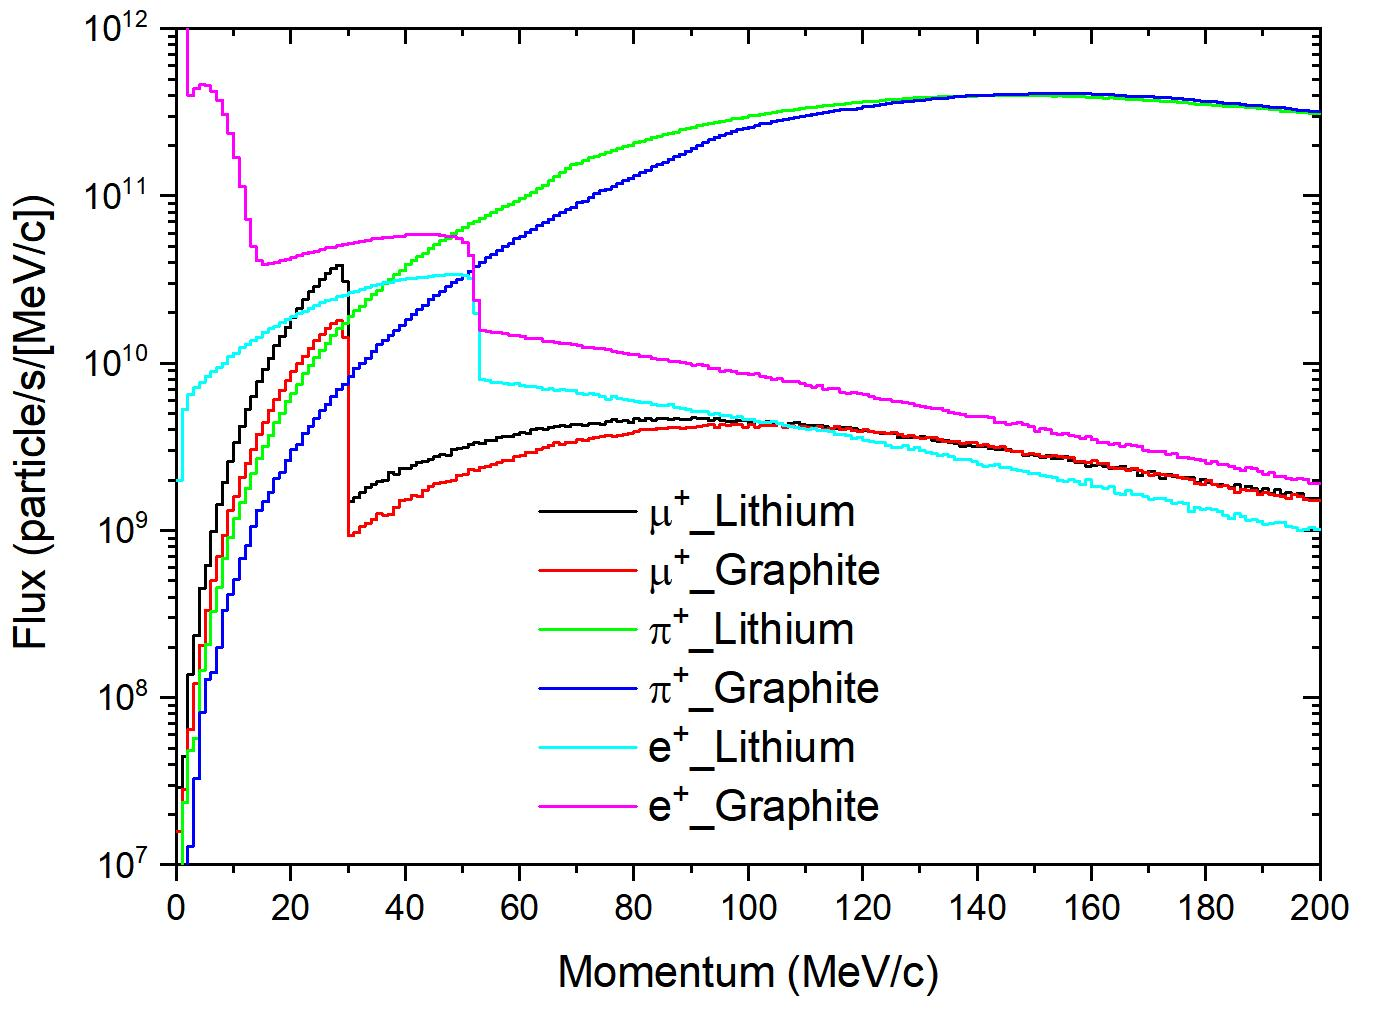 Flux (particle/s/[MeV/c])
10¹²
10¹¹
10¹⁰
10⁹
10⁸
10⁷
μ⁺_Lithium
μ⁺_Graphite
π⁺_Lithium
π⁺_Graphite
e⁺_Lithium
e⁺_Graphite
0 20 40 60 80 100 120 140 160 180 200
Momentum (MeV/c)